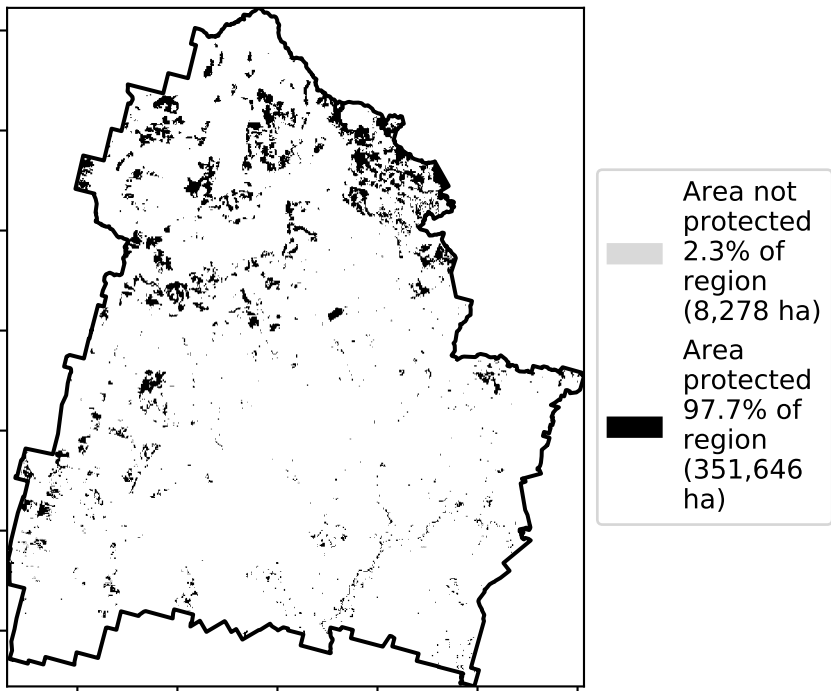 Area not
protected
2.3% of
region
(8,278 ha)
Area
protected
97.7% of
region
(351,646
ha)